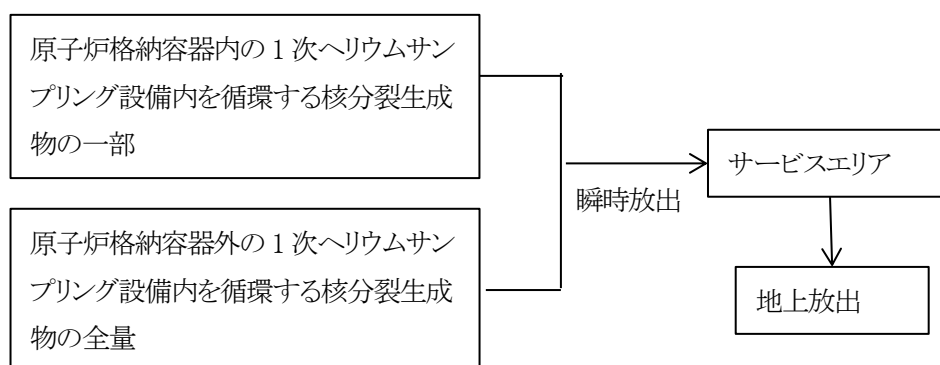 原子炉格納容器内の1次ヘリウムサン
プリング設備内を循環する核分裂生成
物の一部
サービスエリア
瞬時放出
原子炉格納容器外の1次ヘリウムサン
プリング設備内を循環する核分裂生成
物の全量
地上放出